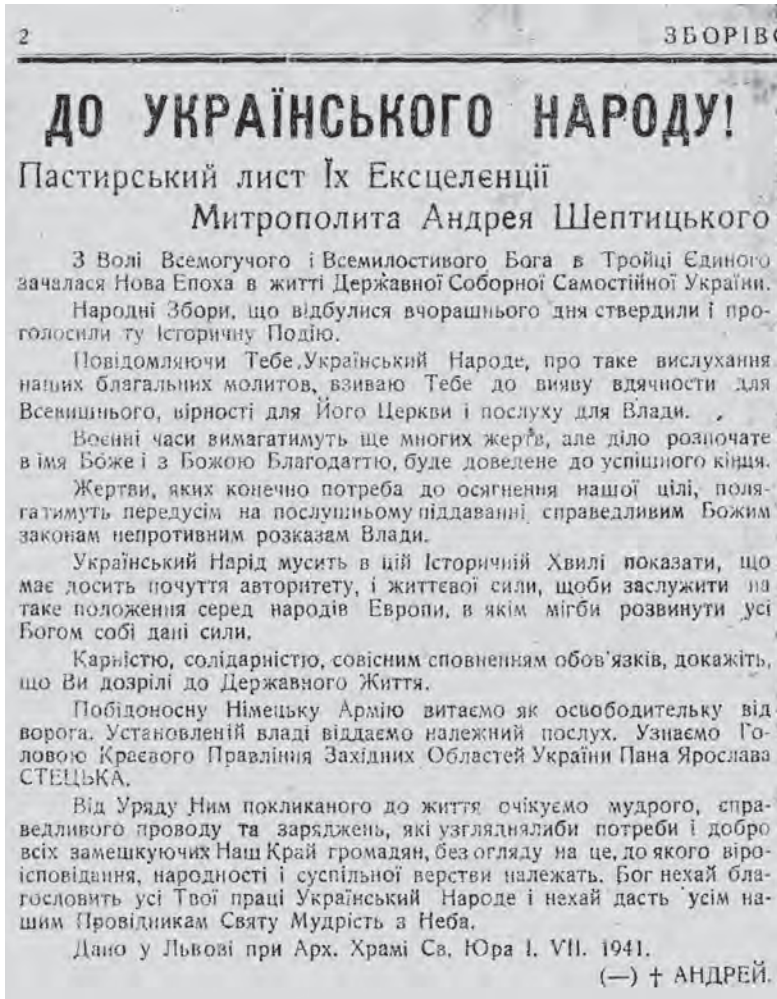 2
ЗБОРІВС
ДО УКРАЇНСЬКОГО НАРОДУ!
Пастирський лист Їх Ексцелєнції
Митрополита Андрея Шептицького
З Волі Всемогучого і Всемилостивого Бога в Тройці Єдиного
зачалася Нова Епоха в житті Державної Соборної Самостійної України.
Народні Збори, що відбулися вчорашнього дня ствердили і про-
голосили ту Історичну Подію.
Повідомляючи Тебе, Український Народе, про таке вислухання
наших благальних молитов, взиваю Тебе до вияву вдячности для
Всевишнього, вірності для Його Церкви і послуху для Влади.
Воєнні часи вимагатимуть ще многих жертв, але діло розпочате
в імя Боже і з Божою Благодаттю, буде доведене до успішного кінця.
Жертви, яких конечно потреба до осягнення нашої цілі, поля-
гатимуть передусім на послушньому піддаванні справедливим Божим
законам непротивним розказам Влади.
Український Нарід мусить в цій Історичній Хвилі показати, що
має досить почуття авторитету, і життєвої сили, щоби заслужити на
таке положення серед народів Европи, в якім мігби розвинути усі
Богом собі дані сили.
Карністю, солідарністю, совісним сповненням обов'язків, докажіть,
що Ви дозрілі до Державного Життя.
Побідоносну Німецьку Армію витаємо як освободительку від
ворога. Установленій владі віддаємо належний послух. Узнаємо Го-
ловою Краєвого Правління Західних Областей України Пана Ярослава
СТЕЦЬКА.
Від Уряду Ним покликаного до життя очікуємо мудрого, спра-
ведливого проводу та заряджень, які узглядиялиби потреби і добро
всіх замешкуючих Наш Край громадян, без огляду на це, до якого віро-
ісповідання, народності і суспільної верстви належать. Бог нехай бла-
гословить усі Твої праці Український Народе і нехай дасть усім на-
шим Провідникам Святу Мудрість з Неба.
Дано у Львові при Арх. Храмі Св. Юра І. VII. 1941.
(—) † АНДРЕЙ.